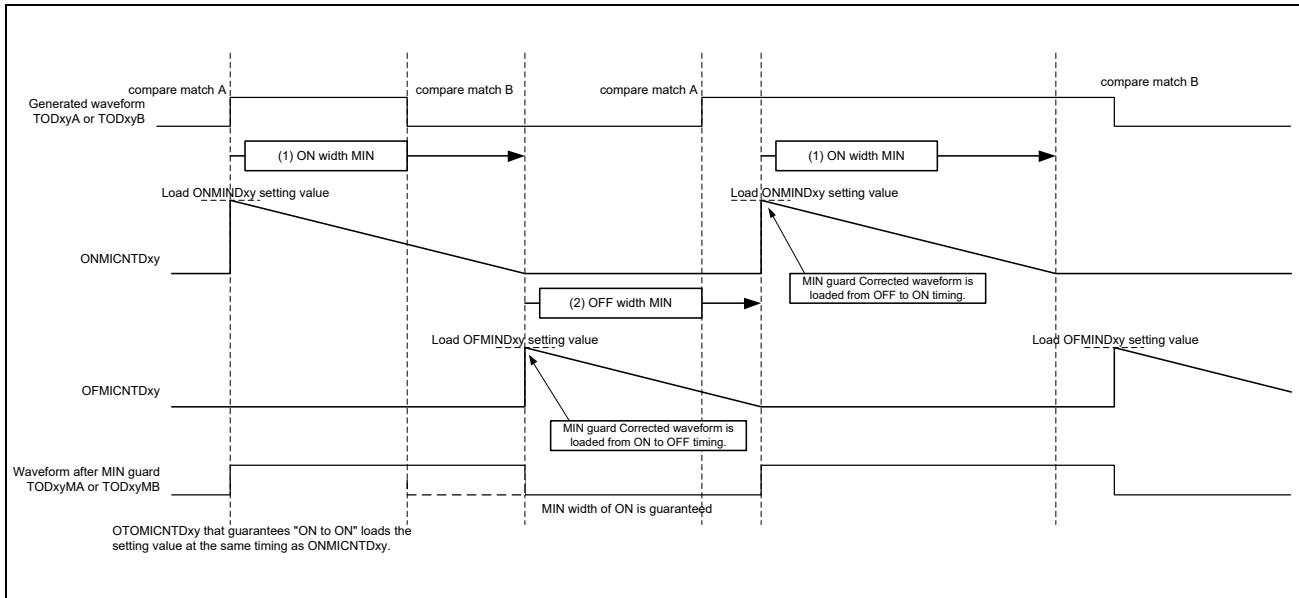 compare match A
compare match B
compare match A
compare match B
Generated waveform
TODxyA or TODxyB
(1) ON width MIN
(1) ON width MIN
Load ONMINDxy setting value
Load ONMINDxy setting value
ONMICNTDxy
MIN guard Corrected waveform is
loaded from OFF to ON timing.
(2) OFF width MIN
Load OFMINDxy setting value
Load OFMINDxy setting value
OFMICNTDxy
MIN guard Corrected waveform is
loaded from ON to OFF timing.
Waveform after MIN guard
TODxyMA or TODxyMB
MIN width of ON is guaranteed
OTOMICNTDxy that guarantees "ON to ON" loads the
setting value at the same timing as ONMICNTDxy.